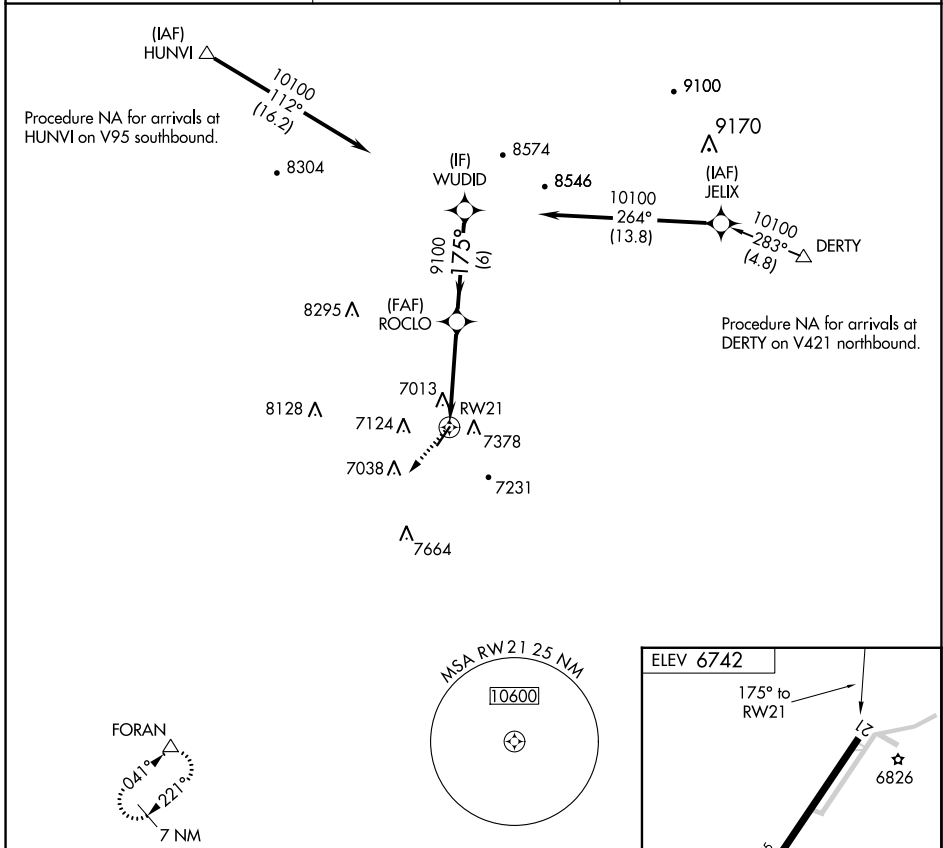 (IAF)
HUNVI
10100
112°
(16.2)
Procedure NA for arrivals at
HUNVI on V95 southbound.
8304
9100
9170
8574
8546
(IF)
WUDID
(IAF)
JELIX
10100
264°
(13.8)
10100
283°
(4.8)
DERTY
9100
175°
(6)
8295
(FAF)
ROCLO
Procedure NA for arrivals at
DERTY on V421 northbound.
7013
RW21
8128
7124
7378
7038
7231
7664
MSA RW21 25 NM
10600
ELEV 6742
175° to
RW21
21
6826
FORAN
041°
221°
7 NM